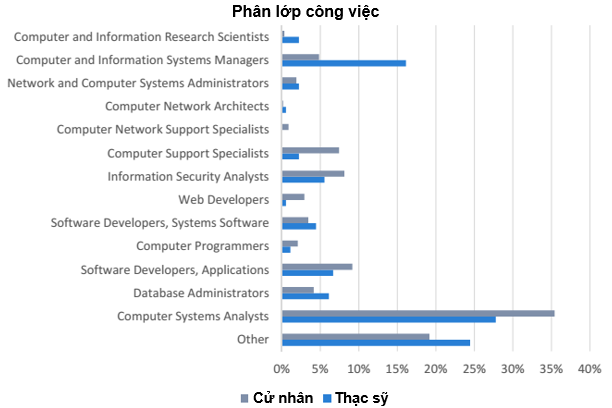 Phân lớp công việc
Computer and Information Research Scientists
Computer and Information Systems Managers
Network and Computer Systems Administrators
Computer Network Architects
Computer Network Support Specialists
Computer Support Specialists
Information Security Analysts
Web Developers
Software Developers, Systems Software
Computer Programmers
Software Developers, Applications
Database Administrators
Computer Systems Analysts
Other
0% 5% 10% 15% 20% 25% 30% 35% 40%
Cử nhân Thạc sỹ